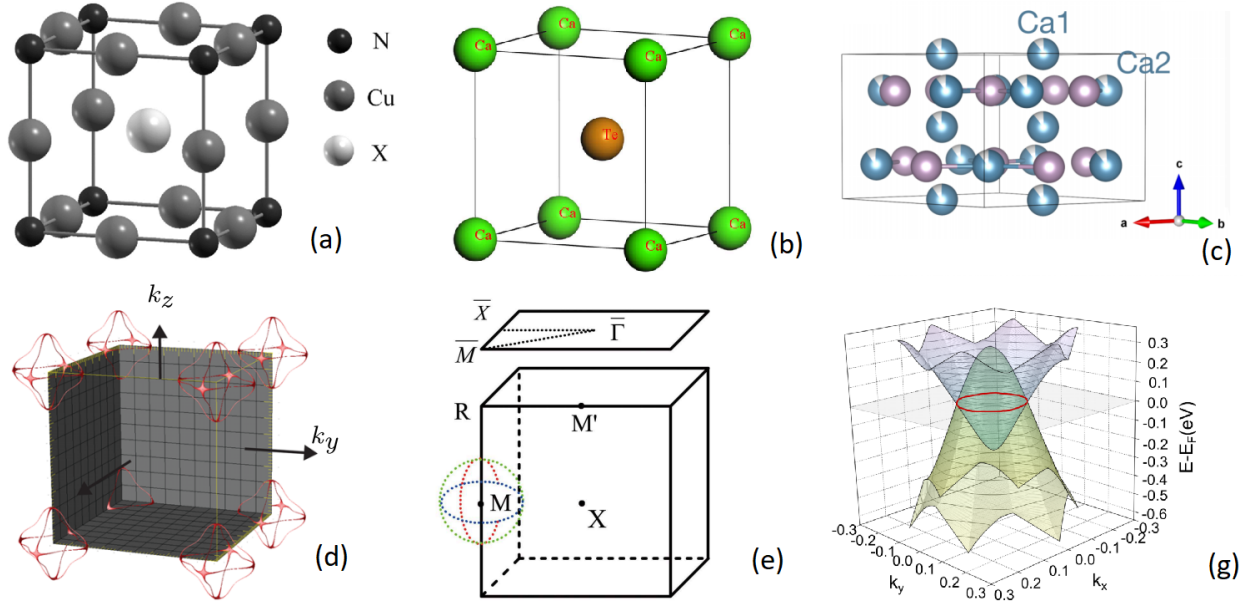 N
Cu
X
(a)
Ca Ca
Ca Ca
Te
Ca Ca
Ca Ca
(b)
Ca1
Ca2
c
a
b
(c)
k_z
k_y
(d)
X̅
Γ̅
M̅
R
M'
M
X
(e)
0.3
0.2
0.1
0.0
-0.1
-0.2
-0.3
-0.4
-0.5
-0.6
E-E_F(eV)
-0.3
-0.2
-0.1
0.0
0.1
0.2
0.3
k_y
-0.3
-0.2
-0.1
0.0
0.1
0.2
0.3
k_x
(g)